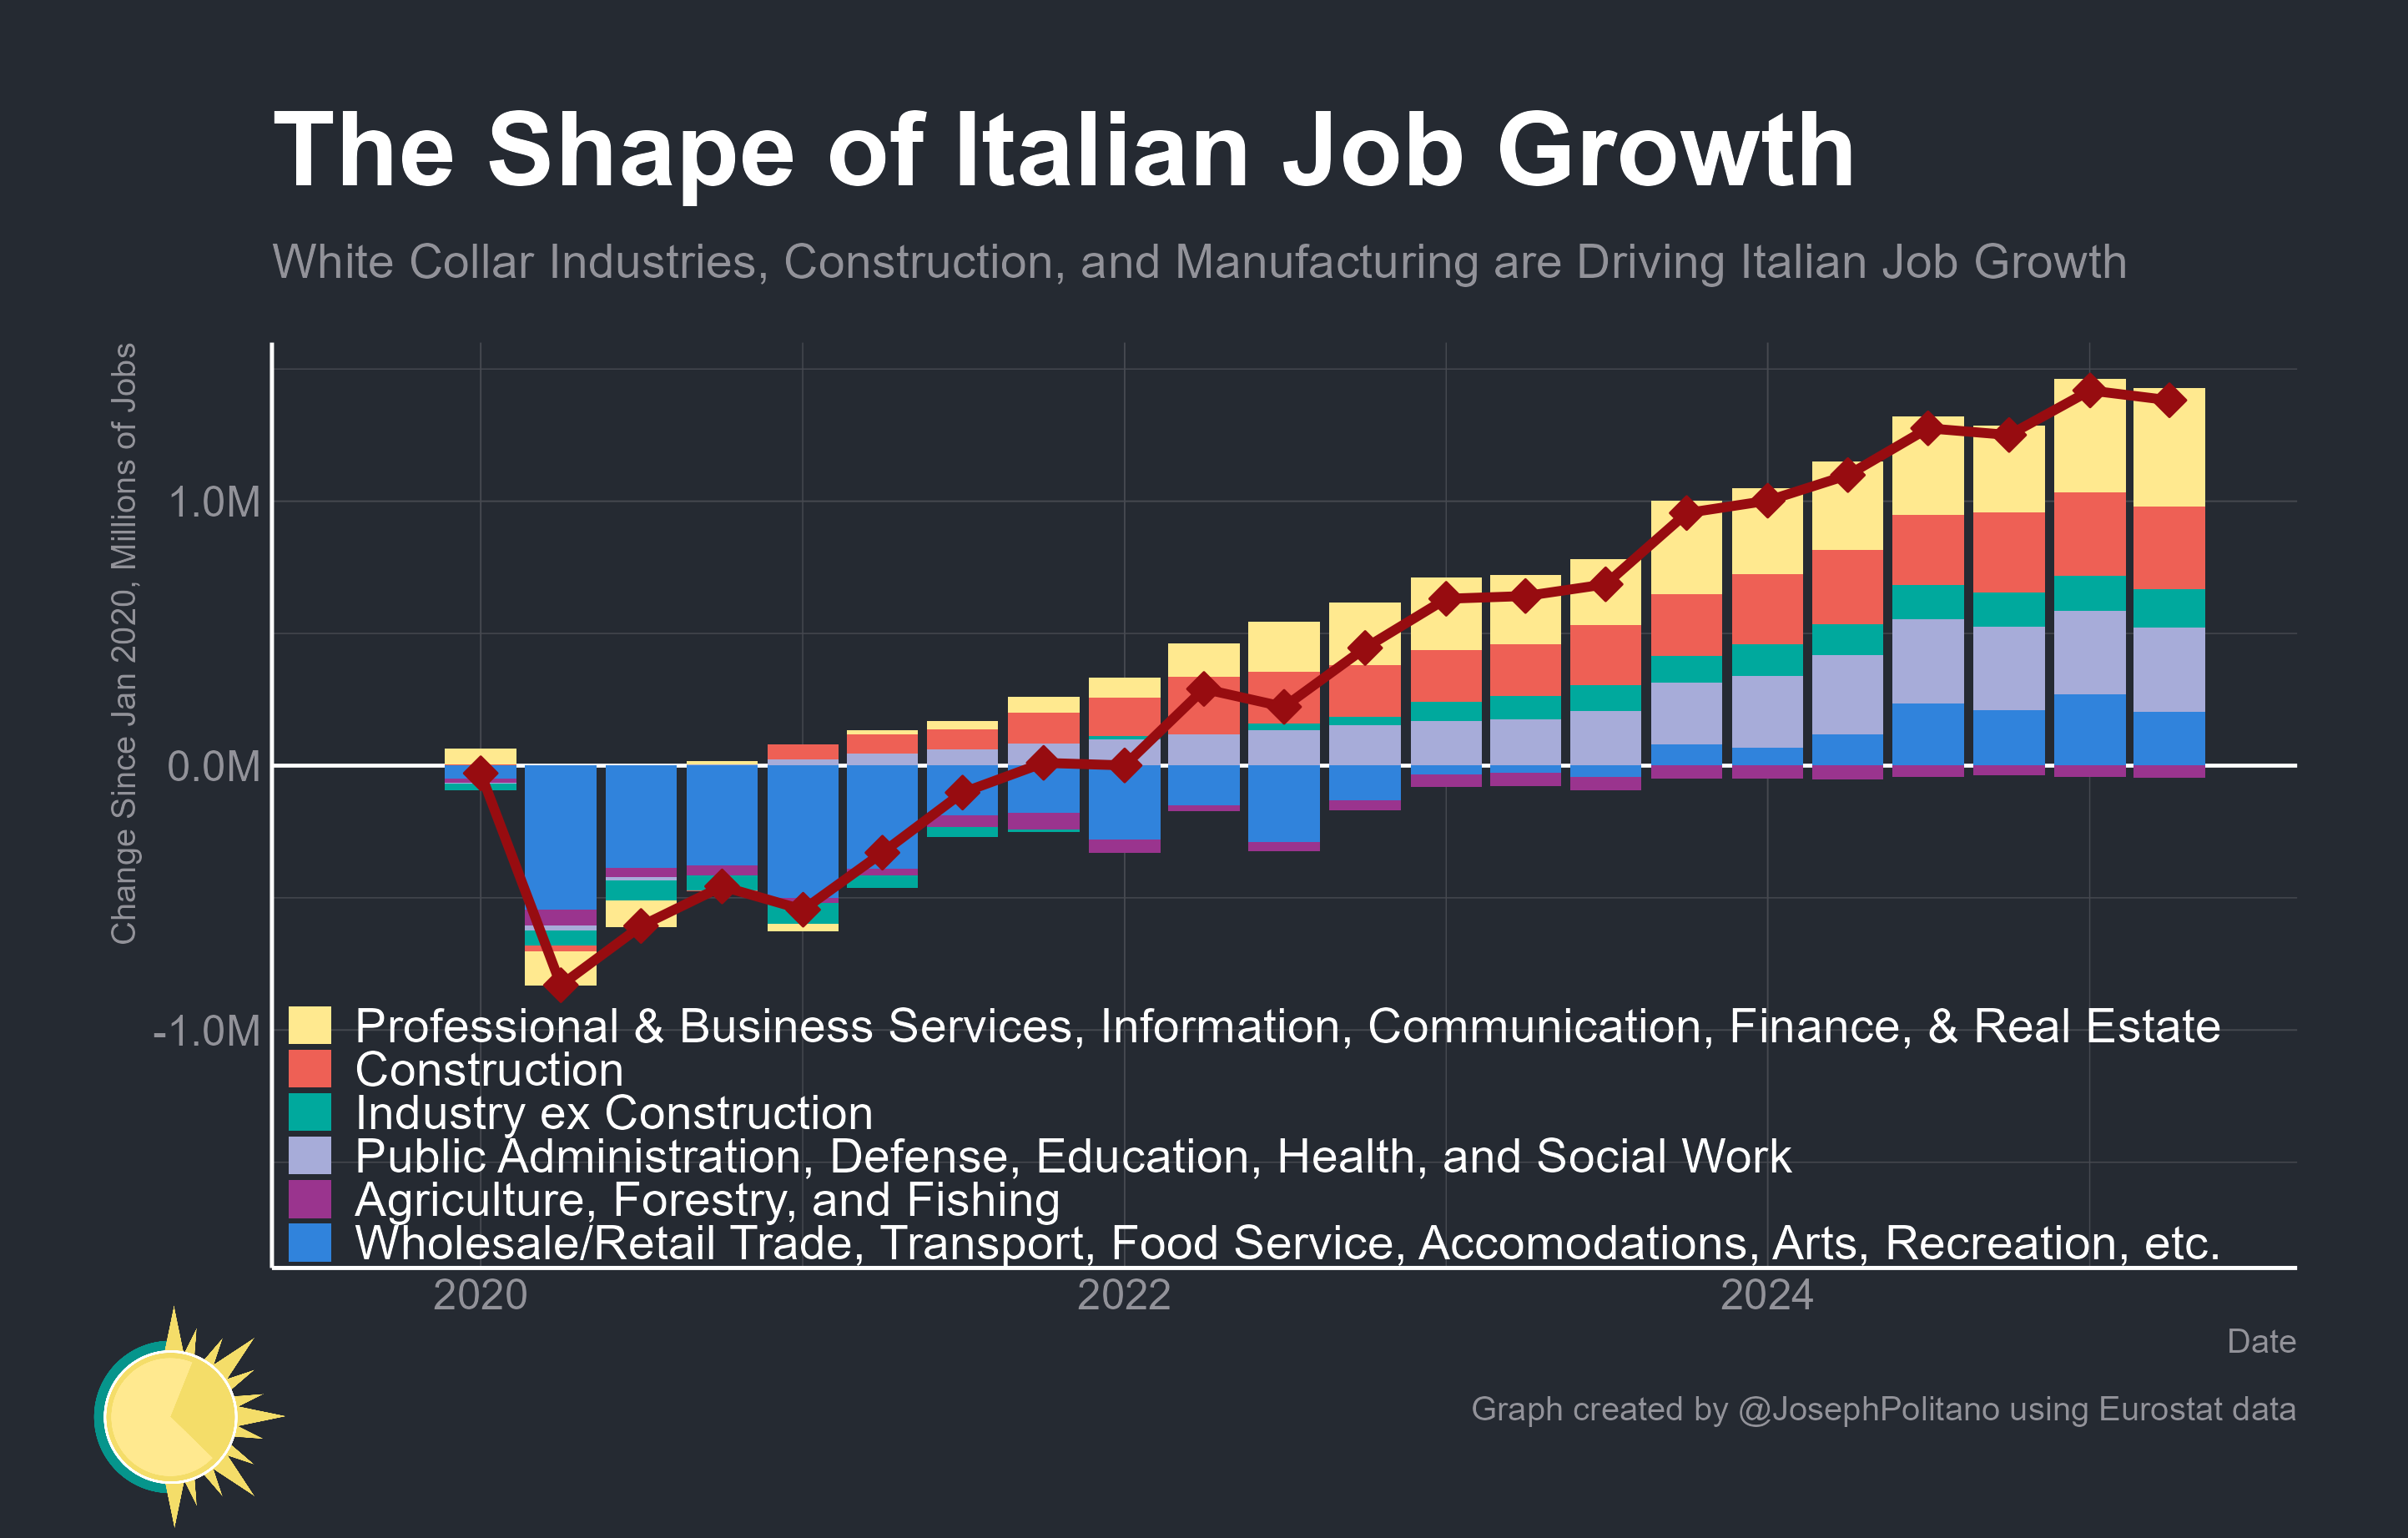 The Shape of Italian Job Growth
White Collar Industries, Construction, and Manufacturing are Driving Italian Job Growth
Change Since Jan 2020, Millions of Jobs
1.0M
0.0M
-1.0M
Professional & Business Services, Information, Communication, Finance, & Real Estate
Construction
Industry ex Construction
Public Administration, Defense, Education, Health, and Social Work
Agriculture, Forestry, and Fishing
Wholesale/Retail Trade, Transport, Food Service, Accomodations, Arts, Recreation, etc.
2020 2022 2024
Date
Graph created by @JosephPolitano using Eurostat data